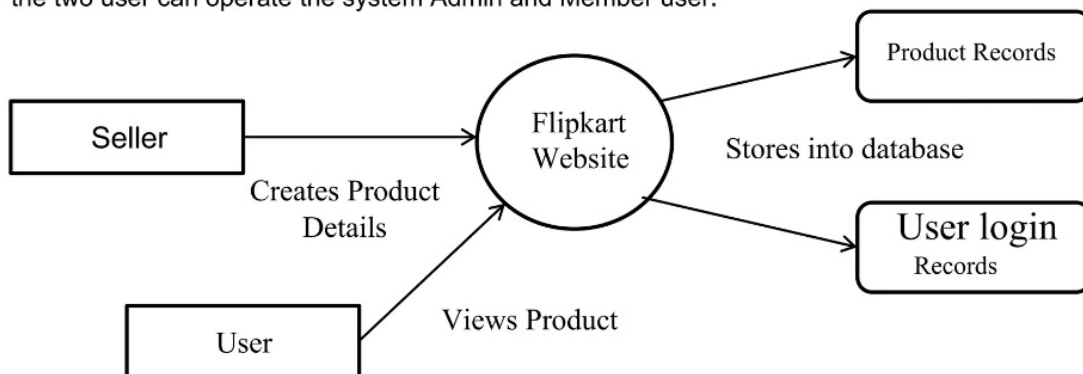 the two user can operate the system Admin and Member user.
Product Records
Seller
Flipkart
Website
Stores into database
Creates Product
Details
User login
Records
Views Product
User